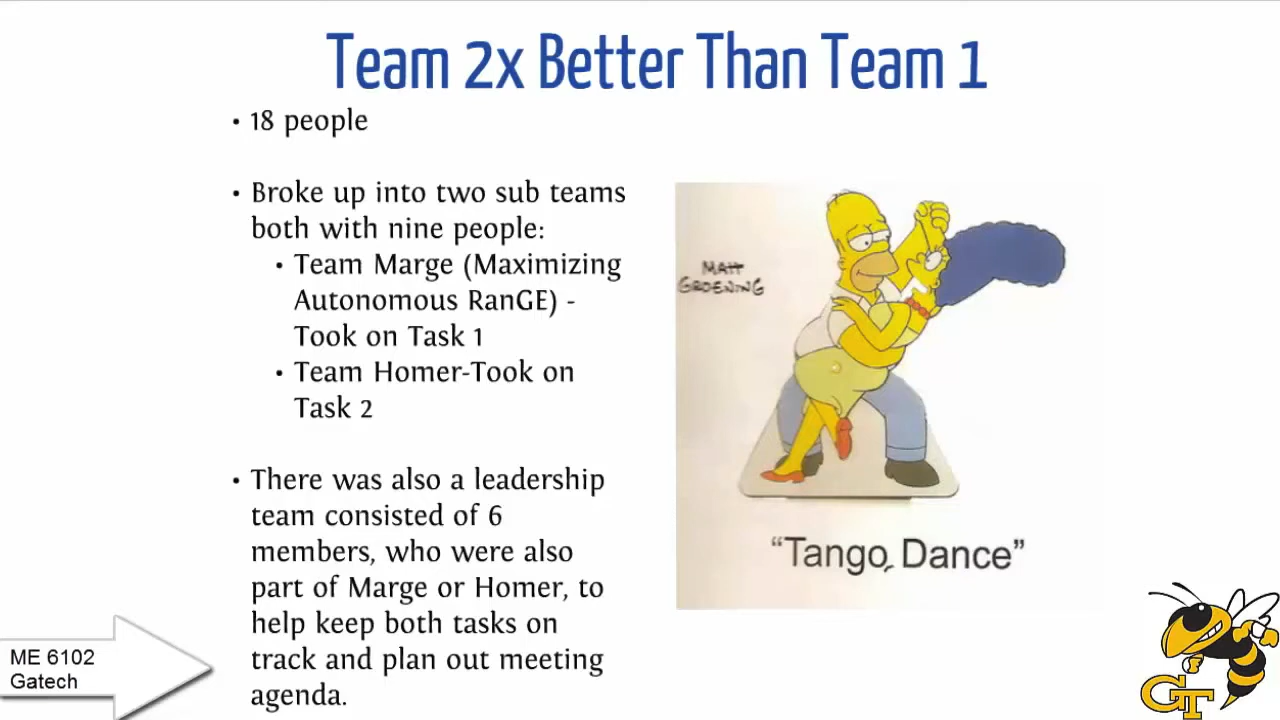 Team 2x Better Than Team 1
• 18 people
• Broke up into two sub teams
both with nine people:
• Team Marge (Maximizing
Autonomous RanGE) -
Took on Task 1
• Team Homer-Took on
Task 2
• There was also a leadership
team consisted of 6
members, who were also
part of Marge or Homer, to
help keep both tasks on
track and plan out meeting
agenda.
MATT
GROENING
“Tango Dance”
ME 6102
Gatech
GT